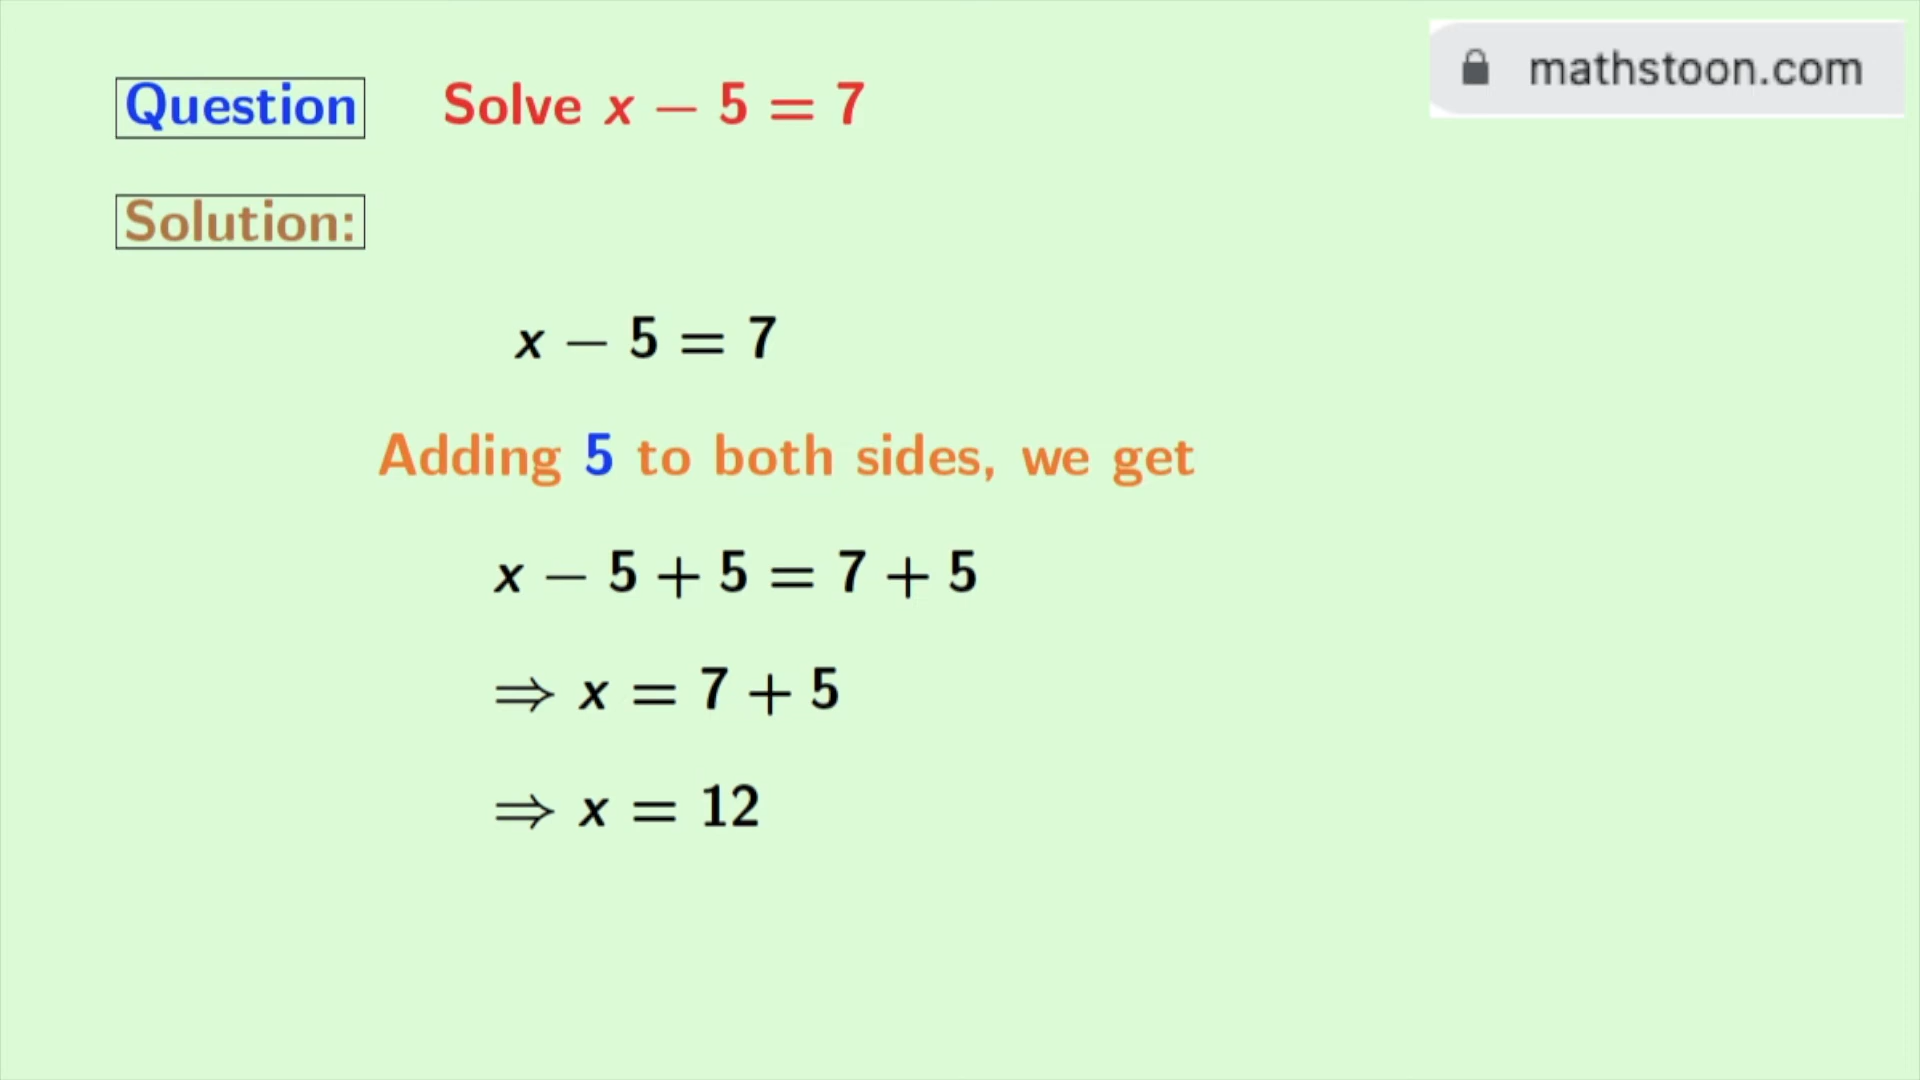 mathstoon.com
Question Solve x − 5 = 7
Solution:
x − 5 = 7
Adding 5 to both sides, we get
x − 5 + 5 = 7 + 5
⇒ x = 7 + 5
⇒ x = 12